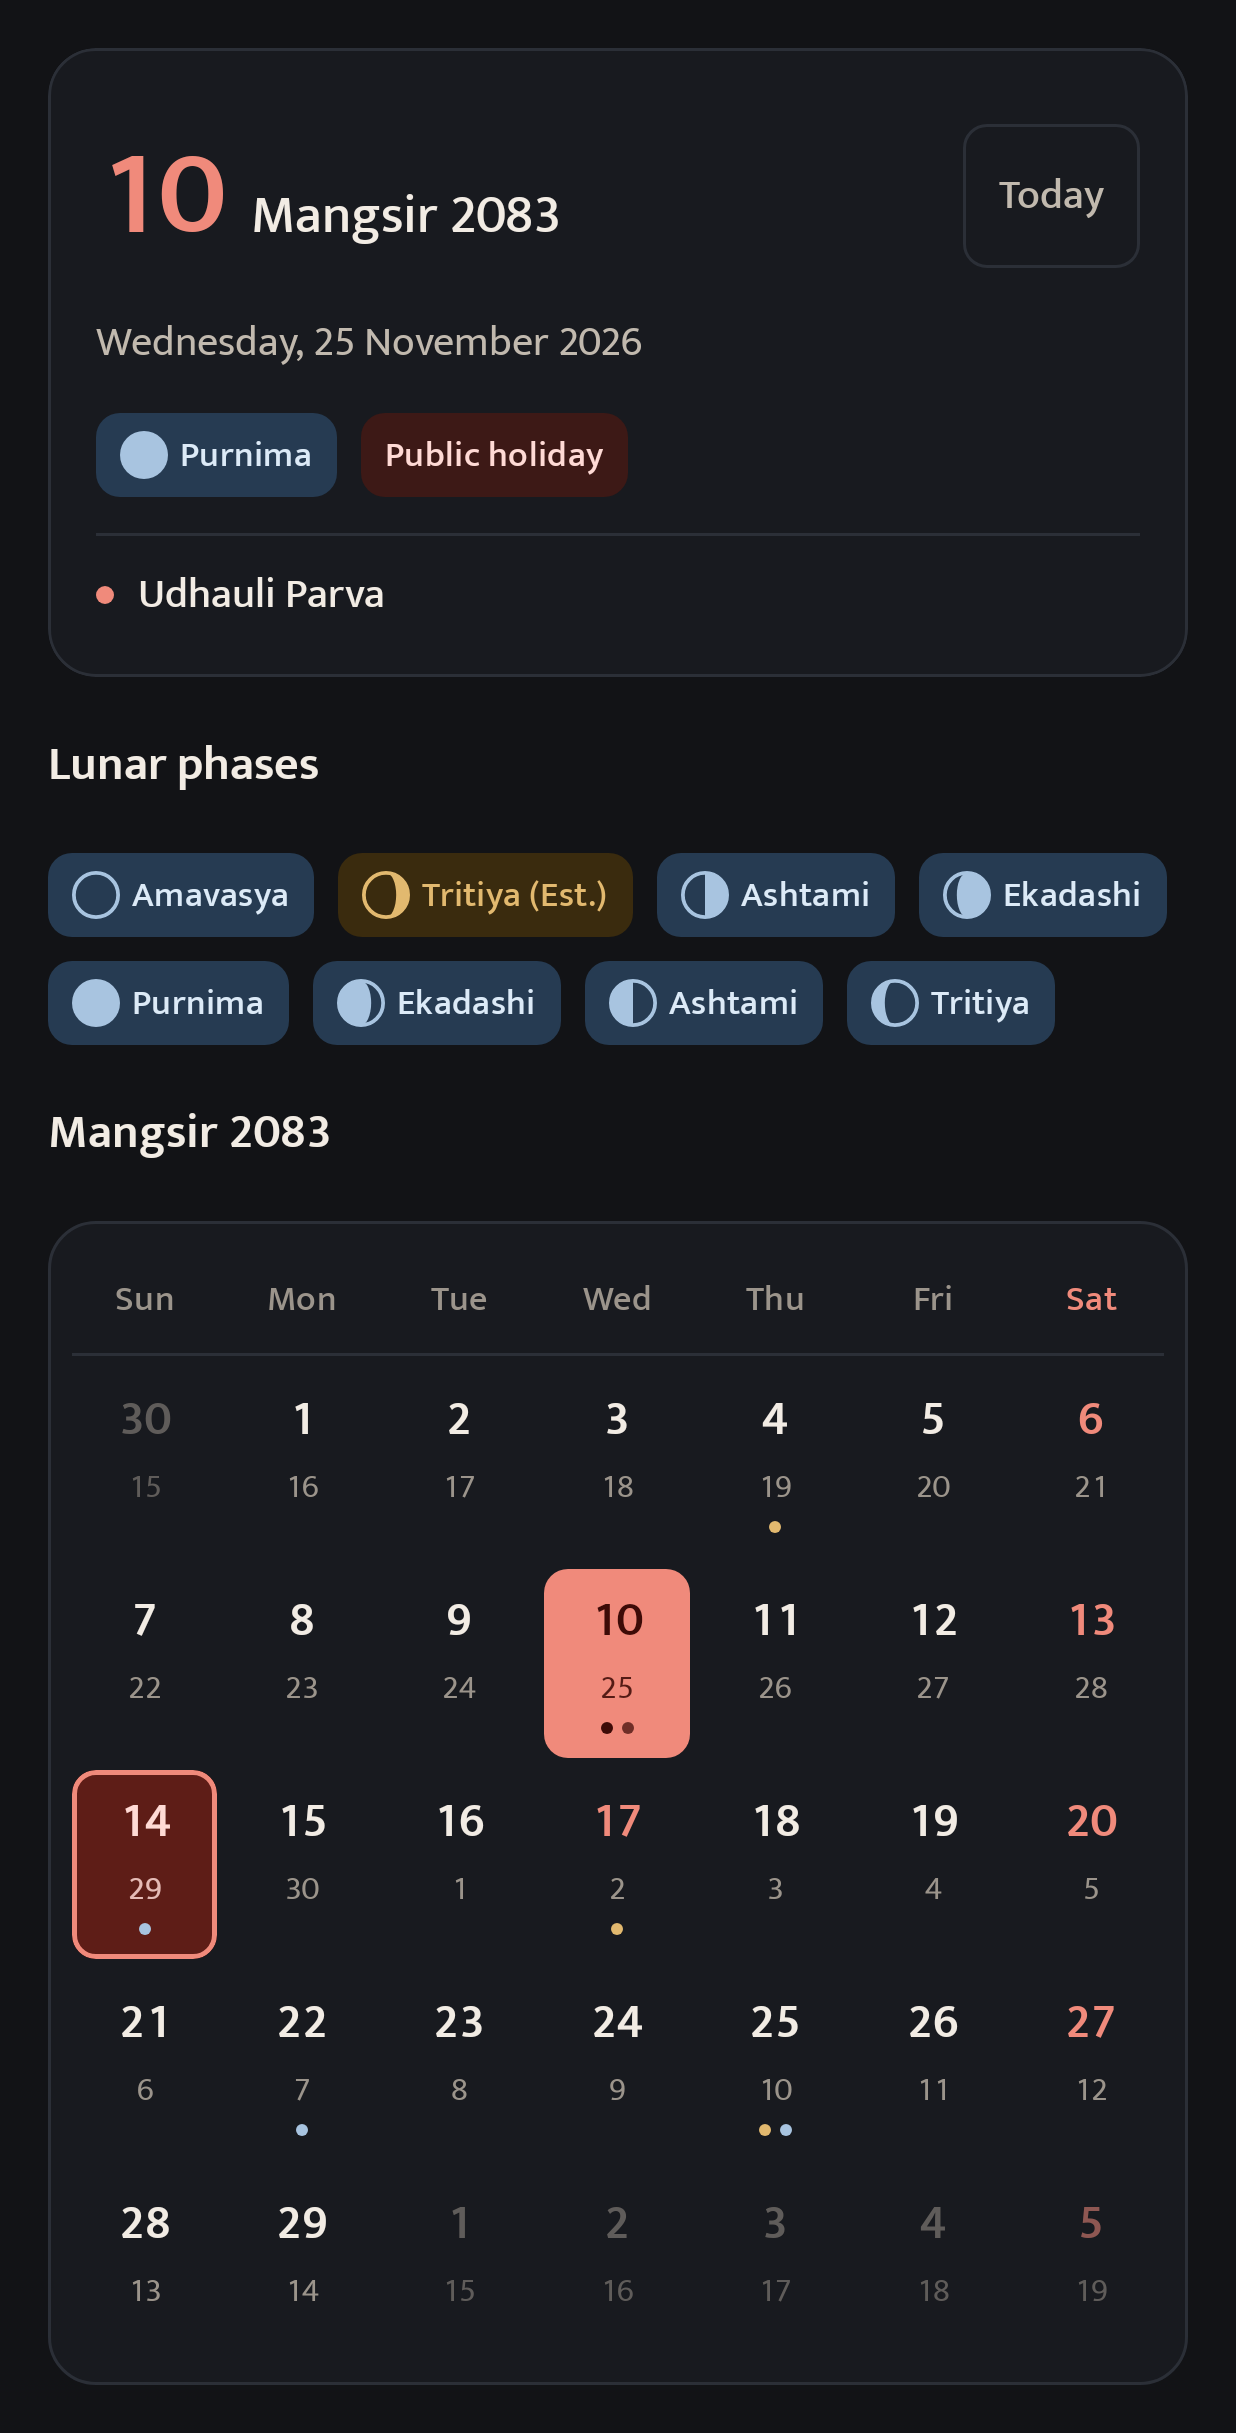 10 Mangsir 2083
Today
Wednesday, 25 November 2026
Purnima Public holiday
Udhauli Parva
Lunar phases
Amavasya Tritiya (Est.) Ashtami Ekadashi
Purnima Ekadashi Ashtami Tritiya
Mangsir 2083
Sun Mon Tue Wed Thu Fri Sat
30 1 2 3 4 5 6
15 16 17 18 19 20 21
7 8 9 10 11 12 13
22 23 24 25 26 27 28
14 15 16 17 18 19 20
29 30 1 2 3 4 5
21 22 23 24 25 26 27
6 7 8 9 10 11 12
28 29 1 2 3 4 5
13 14 15 16 17 18 19